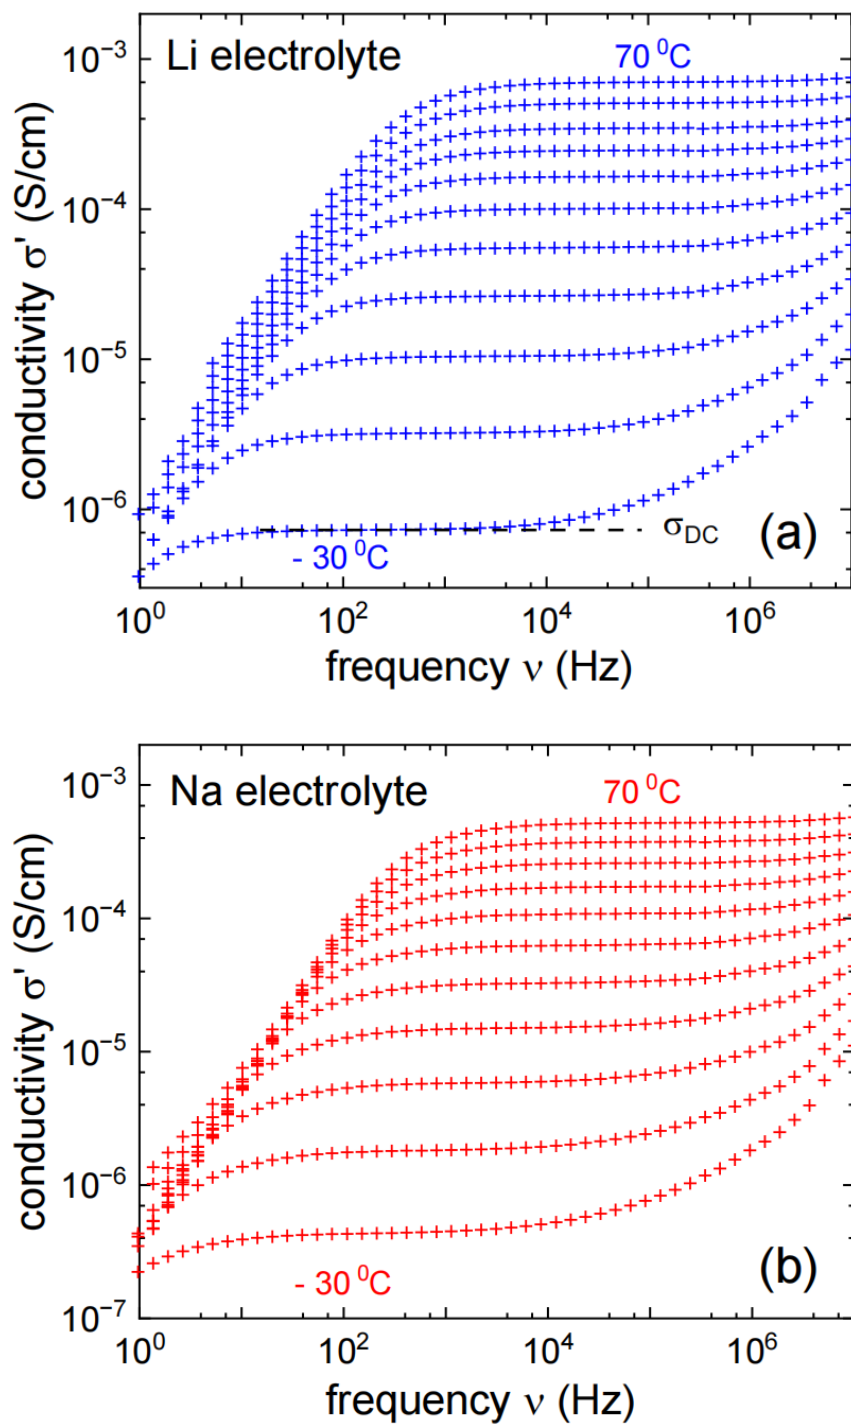 Li electrolyte
70 ⁰C
10⁻³
10⁻⁴
10⁻⁵
10⁻⁶
conductivity σ' (S/cm)
σDC
(a)
- 30 ⁰C
10⁰
10²
10⁴
10⁶
frequency ν (Hz)
Na electrolyte
70 ⁰C
10⁻³
10⁻⁴
10⁻⁵
10⁻⁶
10⁻⁷
conductivity σ' (S/cm)
- 30 ⁰C
(b)
10⁰
10²
10⁴
10⁶
frequency ν (Hz)